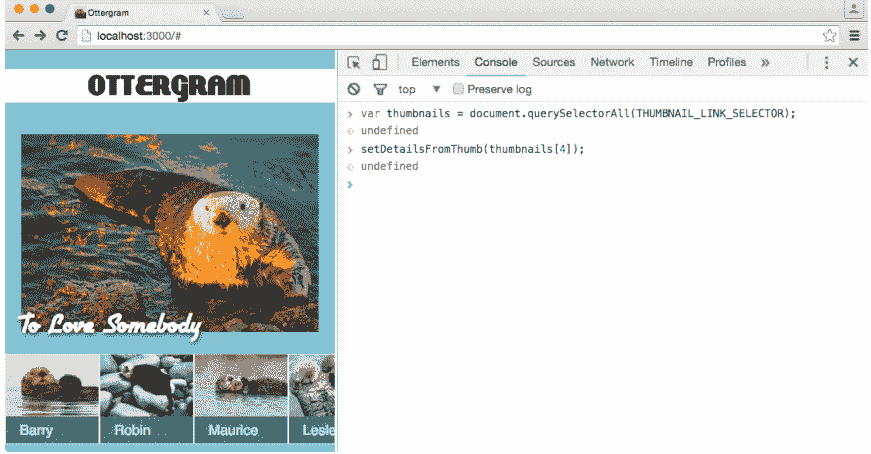 Ottergram
localhost:3000/#
OTTERGRAM
To Love Somebody
Barry
Robin
Maurice
Lesle
Elements Console Sources Network Timeline Profiles »
top Preserve log
> var thumbnails = document.querySelectorAll(THUMBNAIL_LINK_SELECTOR);
undefined
> setDetailsFromThumb(thumbnails[4]);
undefined
>